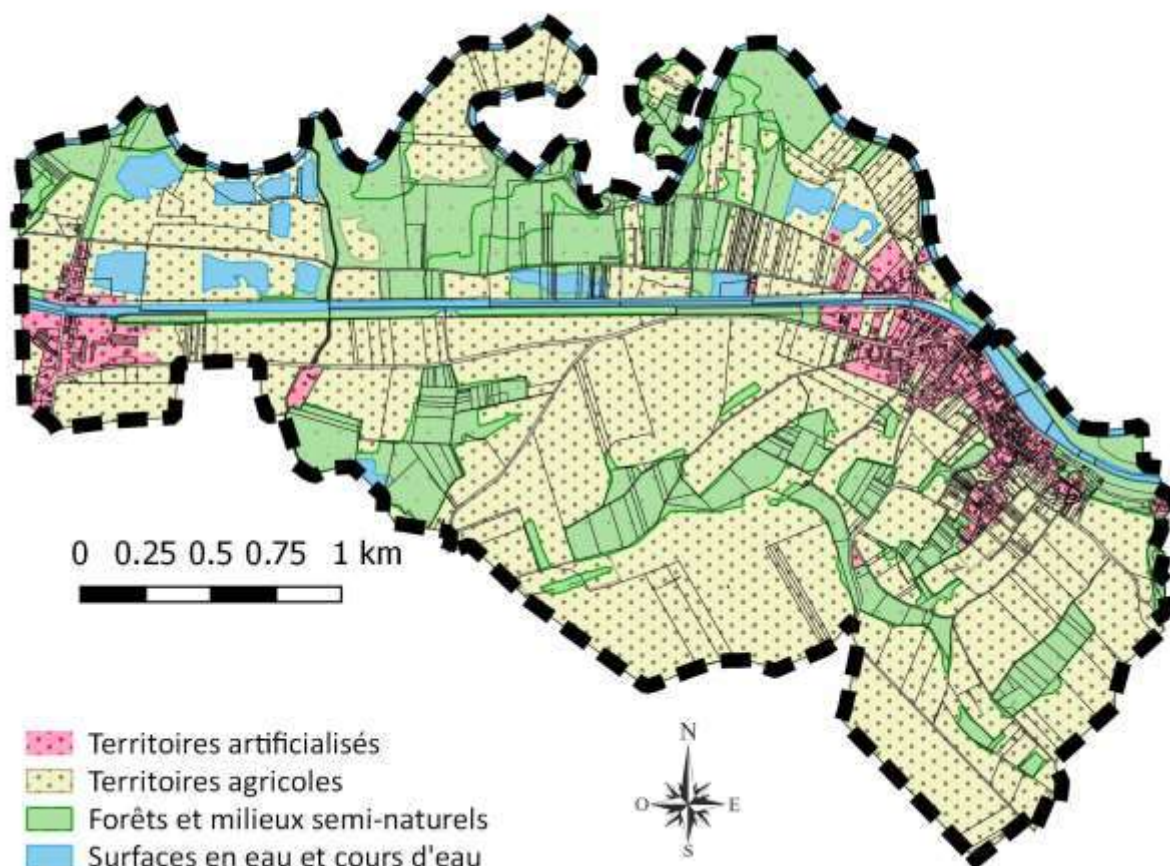 0 0.25 0.5 0.75 1 km
Territoires artificialisés
Territoires agricoles
Forêts et milieux semi-naturels
Surfaces en eau et cours d'eau
N
O E
S